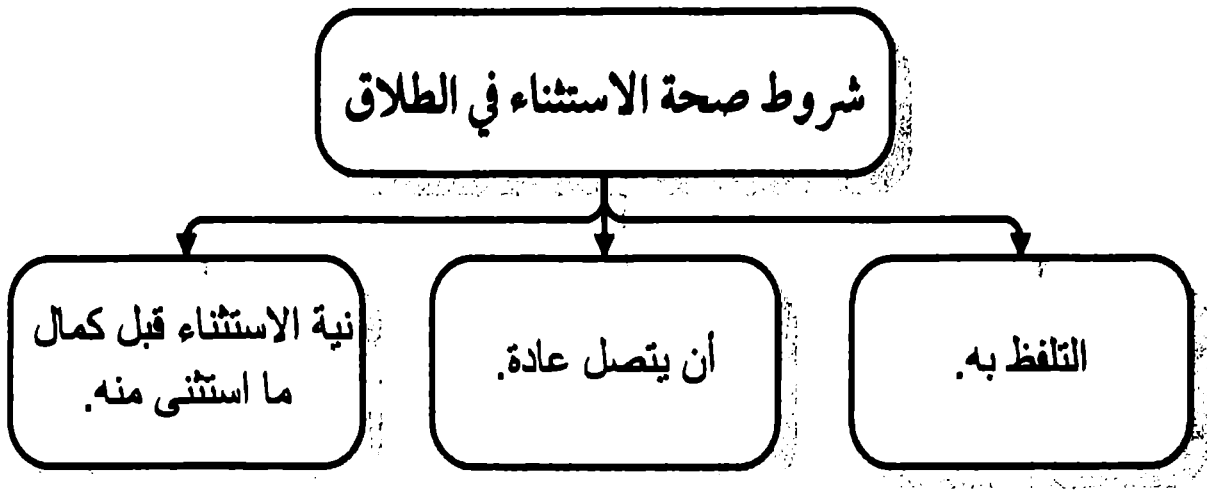 شروط صحة الاستثناء في الطلاق
التلفظ به.
أن يتصل عادة.
نية الاستثناء قبل كمال
ما استثنى منه.